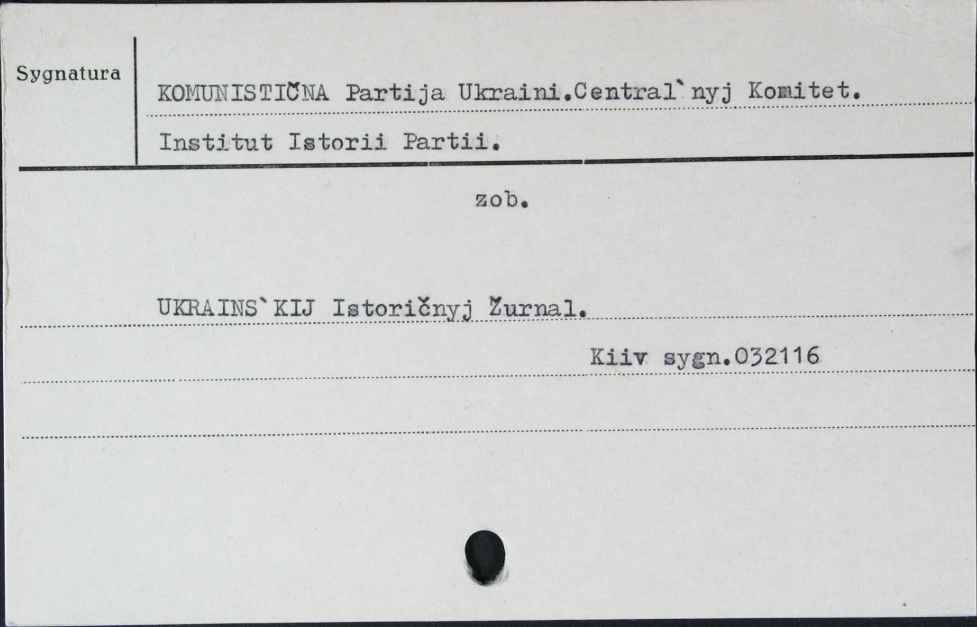 Sygnatura
KOMUNISTIČNA Partija Ukraini.Central`nyj Komitet.
Institut Istorii Partii.
zob.
UKRAINS`KIJ Istoričnyj Žurnal.
Kiiv sygn.032116